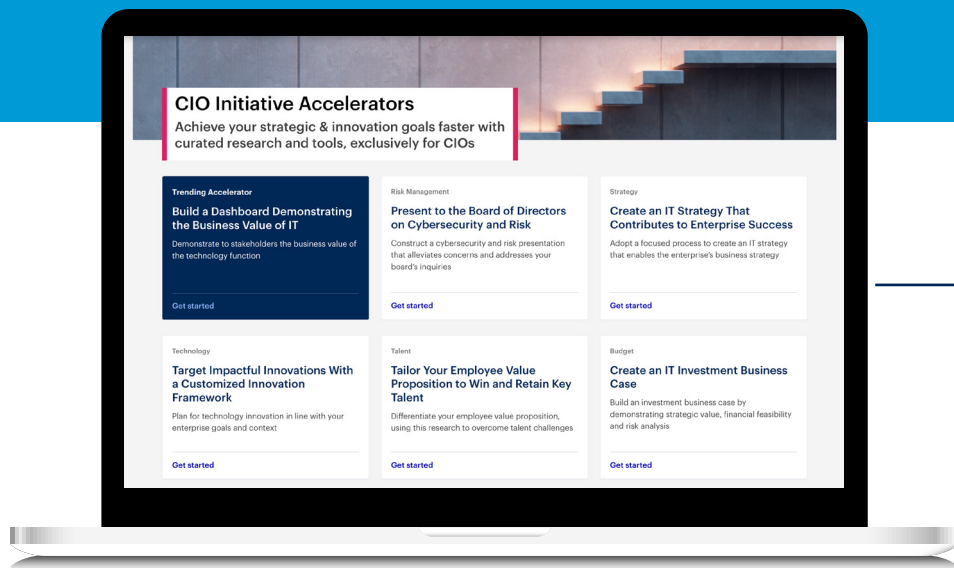 CIO Initiative Accelerators
Achieve your strategic & innovation goals faster with
curated research and tools, exclusively for CIOs
Trending Accelerator
Build a Dashboard Demonstrating
the Business Value of IT
Demonstrate to stakeholders the business value of
the technology function
Get started
Risk Management
Present to the Board of Directors
on Cybersecurity and Risk
Construct a cybersecurity and risk presentation
that alleviates concerns and addresses your
board's inquiries
Get started
Strategy
Create an IT Strategy That
Contributes to Enterprise Success
Adopt a focused process to create an IT strategy
that enables the enterprise's business strategy
Get started
Technology
Target Impactful Innovations With
a Customized Innovation
Framework
Plan for technology innovation in line with your
enterprise goals and context
Get started
Talent
Tailor Your Employee Value
Proposition to Win and Retain Key
Talent
Differentiate your employee value proposition,
using this research to overcome talent challenges
Get started
Budget
Create an IT Investment Business
Case
Build an investment business case by
demonstrating strategic value, financial feasibility
and risk analysis
Get started